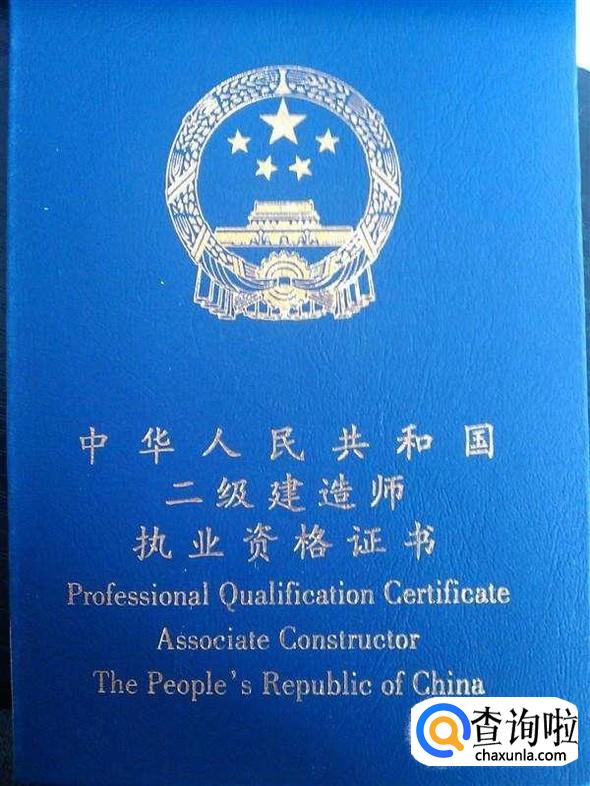 中华人民共和国
二级建造师
执业资格证书
Professional Qualification Certificate
Associate Constructor
The People's Republic of China
查询啦
chaxunla.com